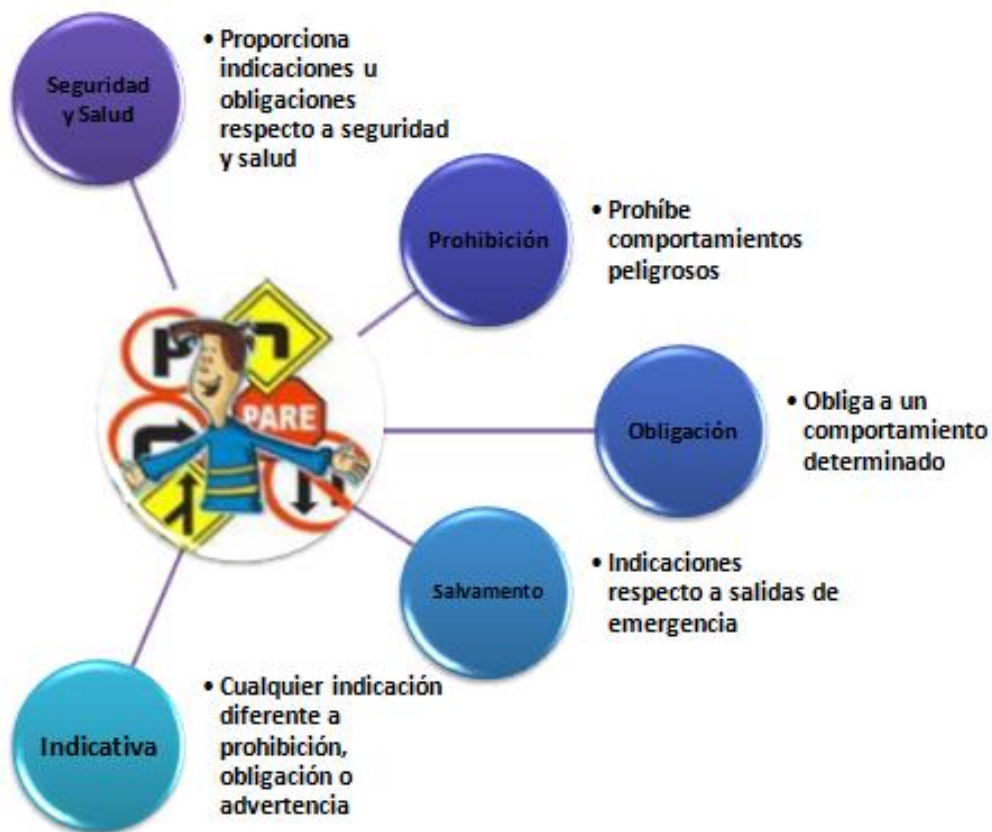 Seguridad
y Salud
• Proporciona
indicaciones u
obligaciones
respecto a seguridad
y salud
Prohibición
• Prohíbe
comportamientos
peligrosos
PARE
Obligación
• Obliga a un
comportamiento
determinado
Salvamento
• Indicaciones
respecto a salidas de
emergencia
Indicativa
• Cualquier indicación
diferente a
prohibición,
obligación o
advertencia